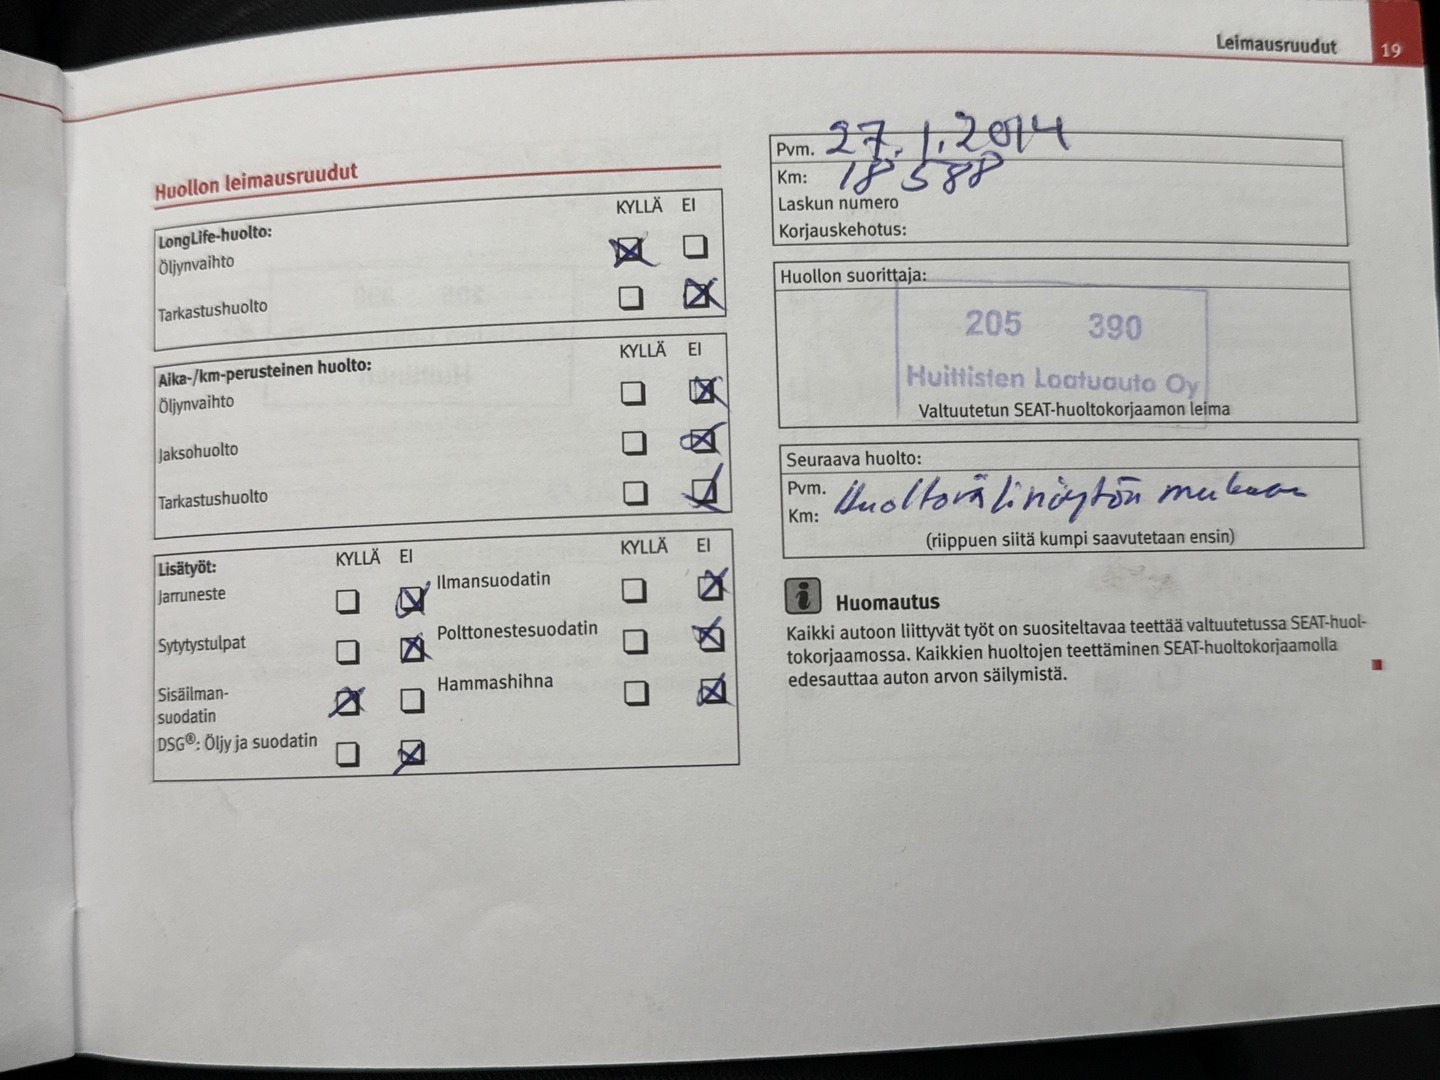 Leimausruudut 19
Huollon leimausruudut
KYLLÄ EI
LongLife-huolto:
Öljynvaihto
Tarkastushuolto
KYLLÄ EI
Aika-/km-perusteinen huolto:
Öljynvaihto
Jaksohuolto
Tarkastushuolto
KYLLÄ EI KYLLÄ EI
Lisätyöt:
Jarruneste Ilmansuodatin
Sytytystulpat Polttonestesuodatin
Sisäilman- Hammashihna
suodatin
DSG®: Öljy ja suodatin
Pvm. 27.1.2014
Km: 18 588
Laskun numero
Korjauskehotus:
Huollon suorittaja:
205 390
Huittisten Laatuauto Oy
Valtuutetun SEAT-huoltokorjaamon leima
Seuraava huolto:
Pvm. Huoltovälinäytön mukaan
Km:
(riippuen siitä kumpi saavutetaan ensin)
i Huomautus
Kaikki autoon liittyvät työt on suositeltavaa teettää valtuutetussa SEAT-huol-
tokorjaamossa. Kaikkien huoltojen teettäminen SEAT-huoltokorjaamolla
edesauttaa auton arvon säilymistä.